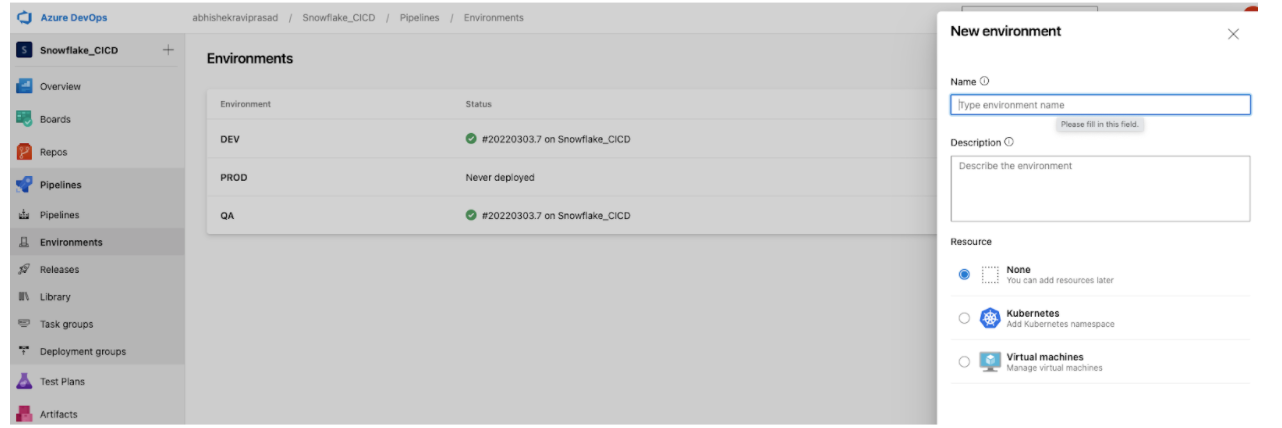 Azure DevOps
abhishekraviprasad / Snowflake_CICD / Pipelines / Environments
S Snowflake_CICD +
Overview
Boards
Repos
Pipelines
Pipelines
Environments
Releases
Library
Task groups
Deployment groups
Test Plans
Artifacts
Environments
Environment Status
DEV #20220303.7 on Snowflake_CICD
PROD Never deployed
QA #20220303.7 on Snowflake_CICD
New environment
Name
Type environment name
Please fill in this field.
Description
Describe the environment
Resource
None
You can add resources later
Kubernetes
Add Kubernetes namespace
Virtual machines
Manage virtual machines